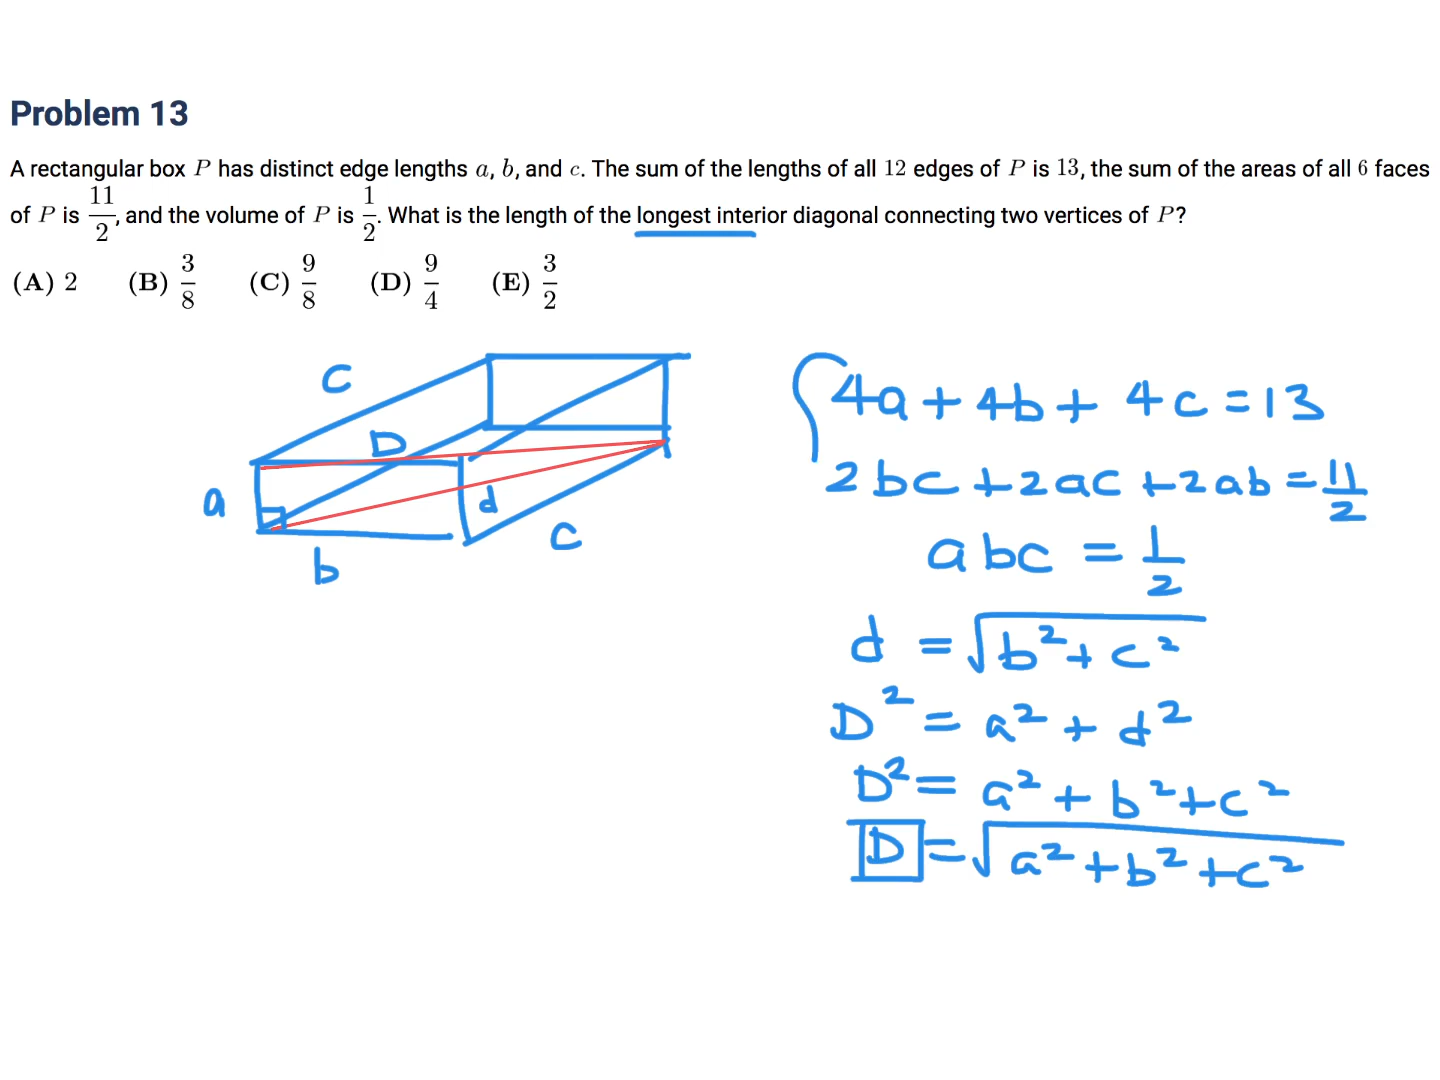 Problem 13
A rectangular box P has distinct edge lengths a, b, and c. The sum of the lengths of all 12 edges of P is 13, the sum of the areas of all 6 faces
of P is 11/2, and the volume of P is 1/2. What is the length of the longest interior diagonal connecting two vertices of P?
(A) 2 (B) 3/8 (C) 9/8 (D) 9/4 (E) 3/2
c
D
a
d
c
b
4a + 4b + 4c = 13
2bc + 2ac + 2ab = 11/2
abc = 1/2
d = √(b² + c²)
D² = a² + d²
D² = a² + b² + c²
D = √(a² + b² + c²)